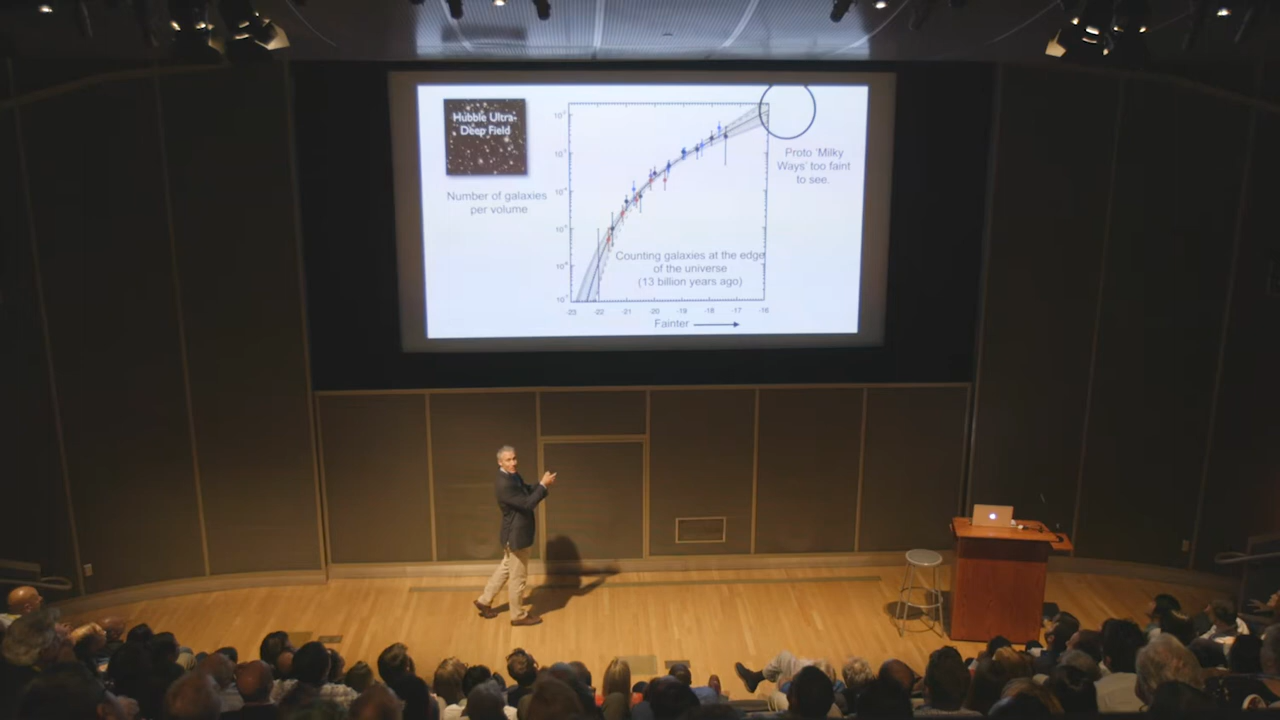 Hubble Ultra-
Deep Field
Number of galaxies
per volume
Proto 'Milky
Ways' too faint
to see.
Counting galaxies at the edge
of the universe
(13 billion years ago)
-23 -22 -21 -20 -19 -18 -17 -16
Fainter